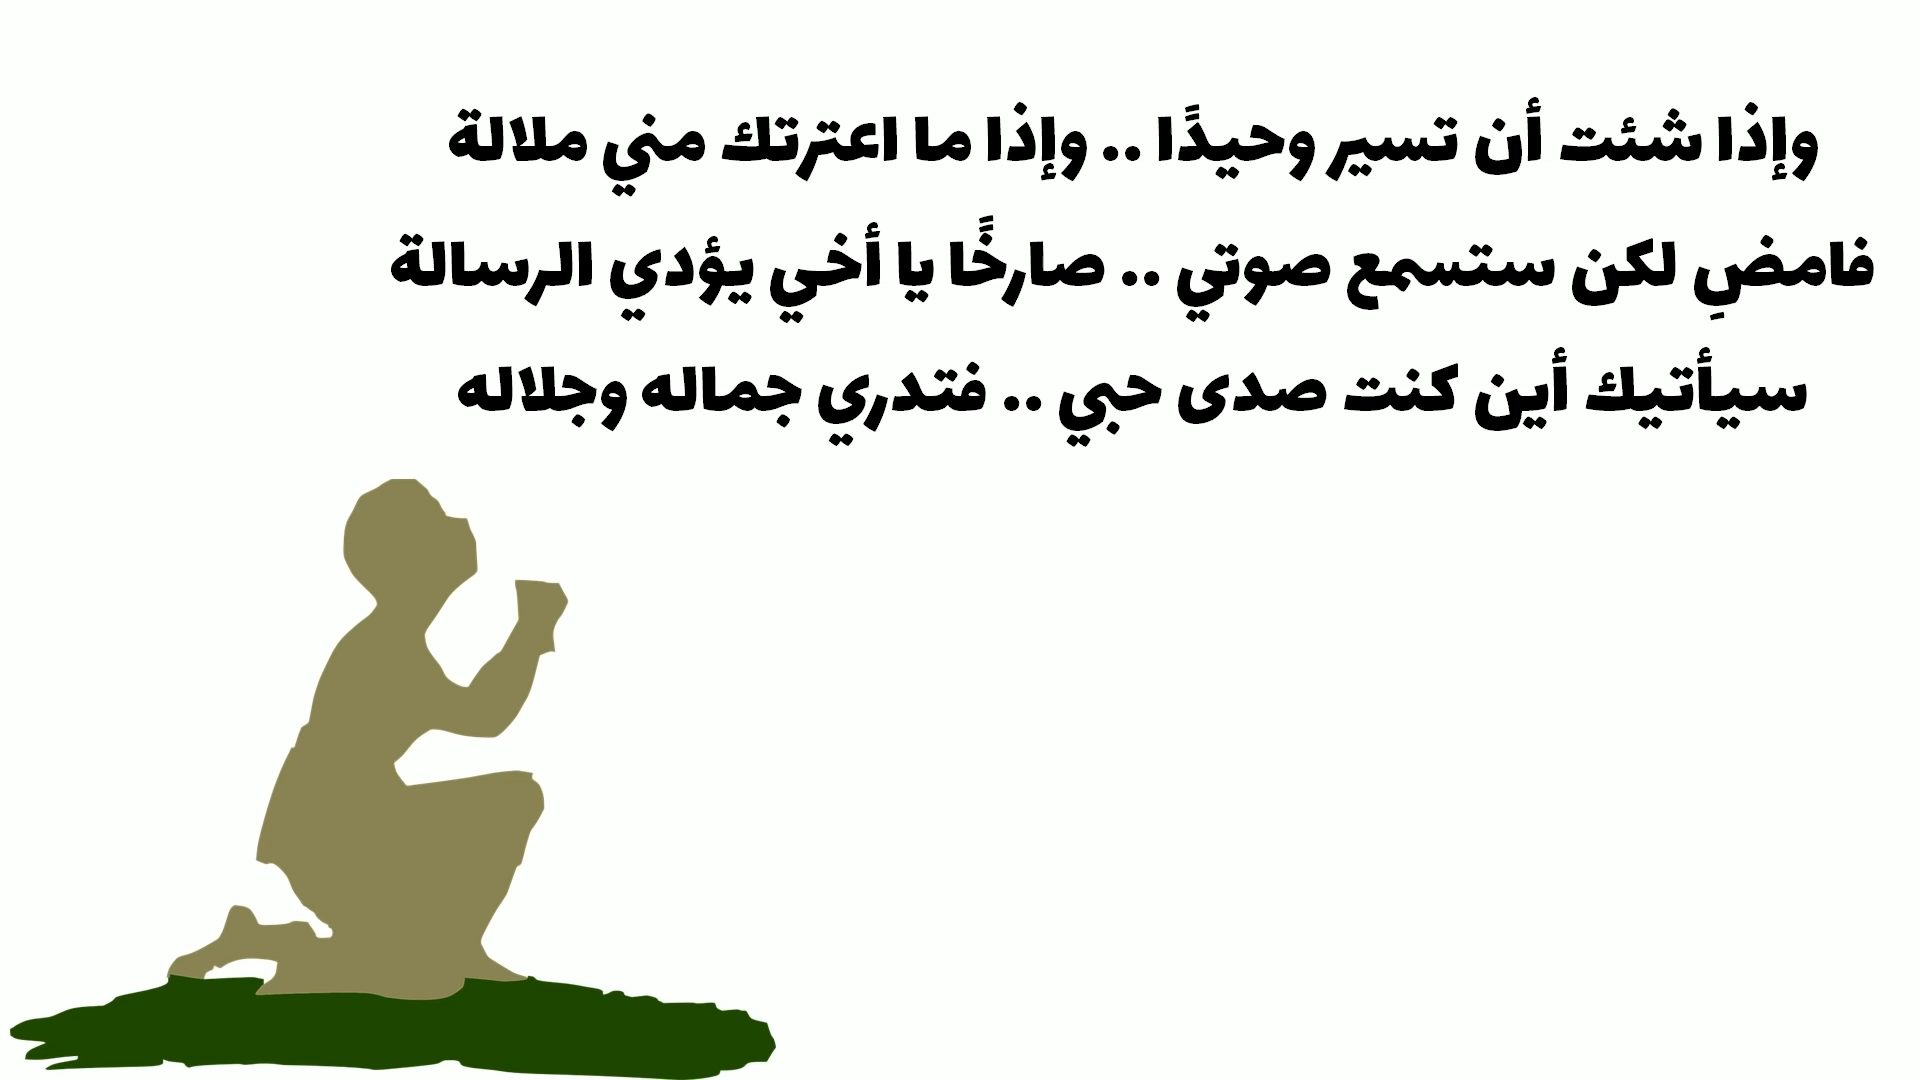 وإذا شئت أن تسير وحيدًا .. وإذا ما اعترتك مني ملالة
فامضِ لكن ستسمع صوتي .. صارخًا يا أخي يؤدي الرسالة
سيأتيك أين كنت صدى حبي .. فتدري جماله وجلاله